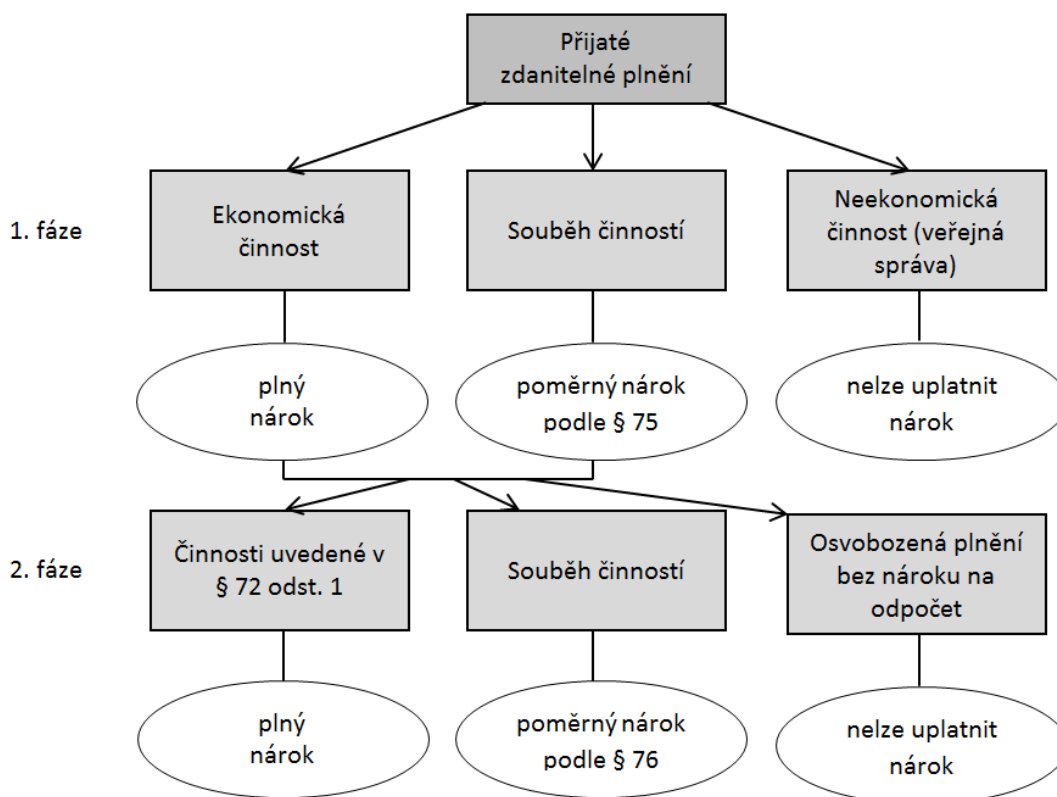 Přijaté
zdanitelné plnění
1. fáze
Ekonomická
činnost
Souběh činností
Neekonomická
činnost (veřejná
správa)
plný
nárok
poměrný nárok
podle § 75
nelze uplatnit
nárok
2. fáze
Činnosti uvedené v
§ 72 odst. 1
Souběh činností
Osvobozená plnění
bez nároku na
odpočet
plný
nárok
poměrný nárok
podle § 76
nelze uplatnit
nárok